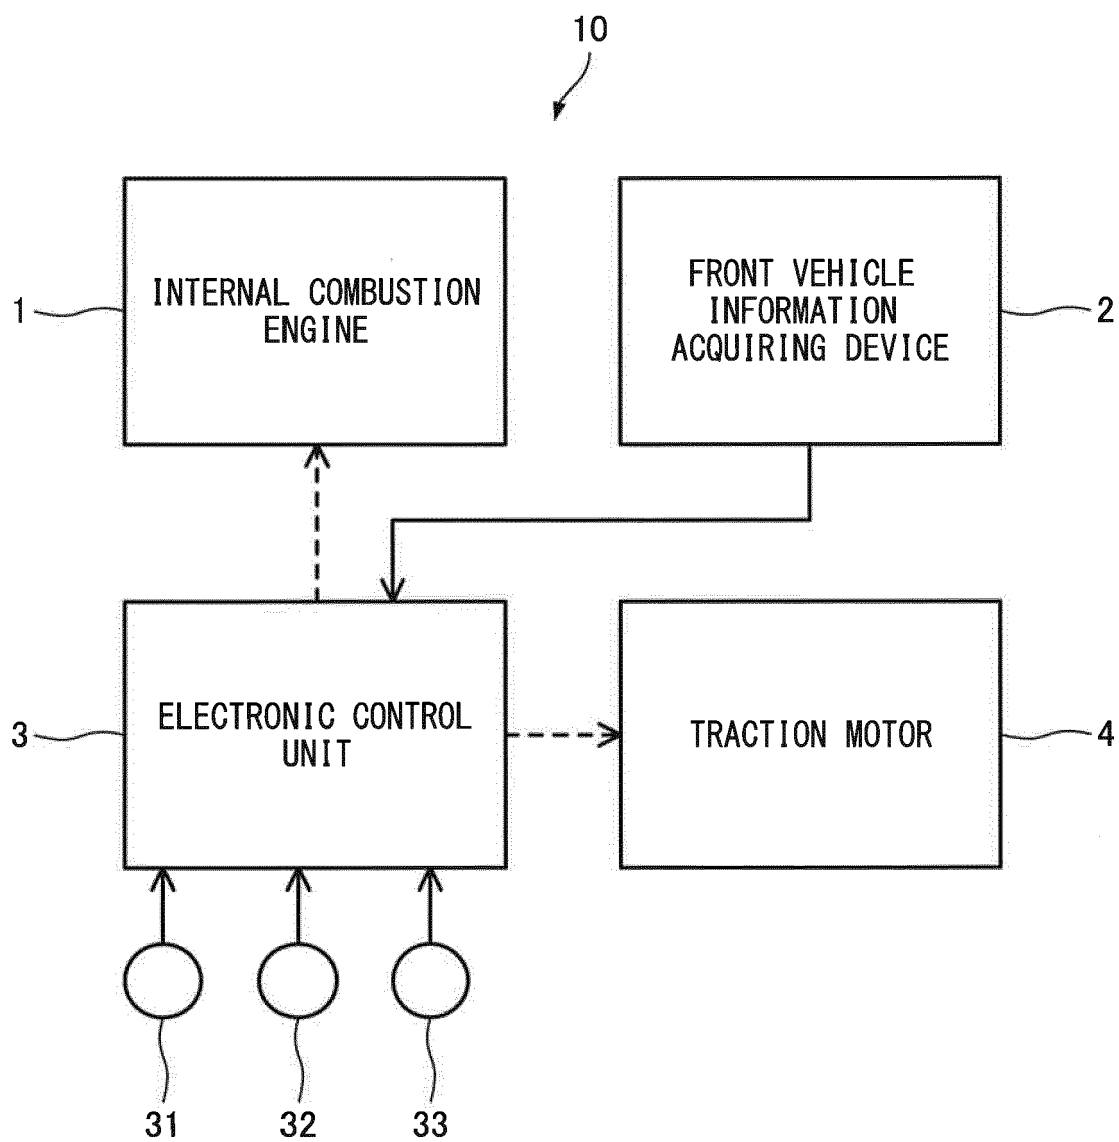 10
INTERNAL COMBUSTION
ENGINE
1
FRONT VEHICLE
INFORMATION
ACQUIRING DEVICE
2
ELECTRONIC CONTROL
UNIT
3
TRACTION MOTOR
4
31
32
33